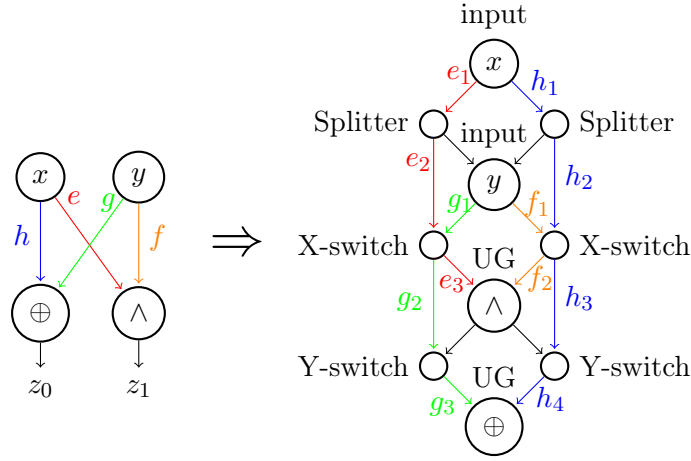 x
y
h
e
g
f
⊕
∧
z₀
z₁
⇒
input
x
e₁
h₁
Splitter
input
Splitter
e₂
y
h₂
g₁
f₁
X-switch
UG
X-switch
e₃
f₂
g₂
∧
h₃
Y-switch
UG
Y-switch
g₃
h₄
⊕